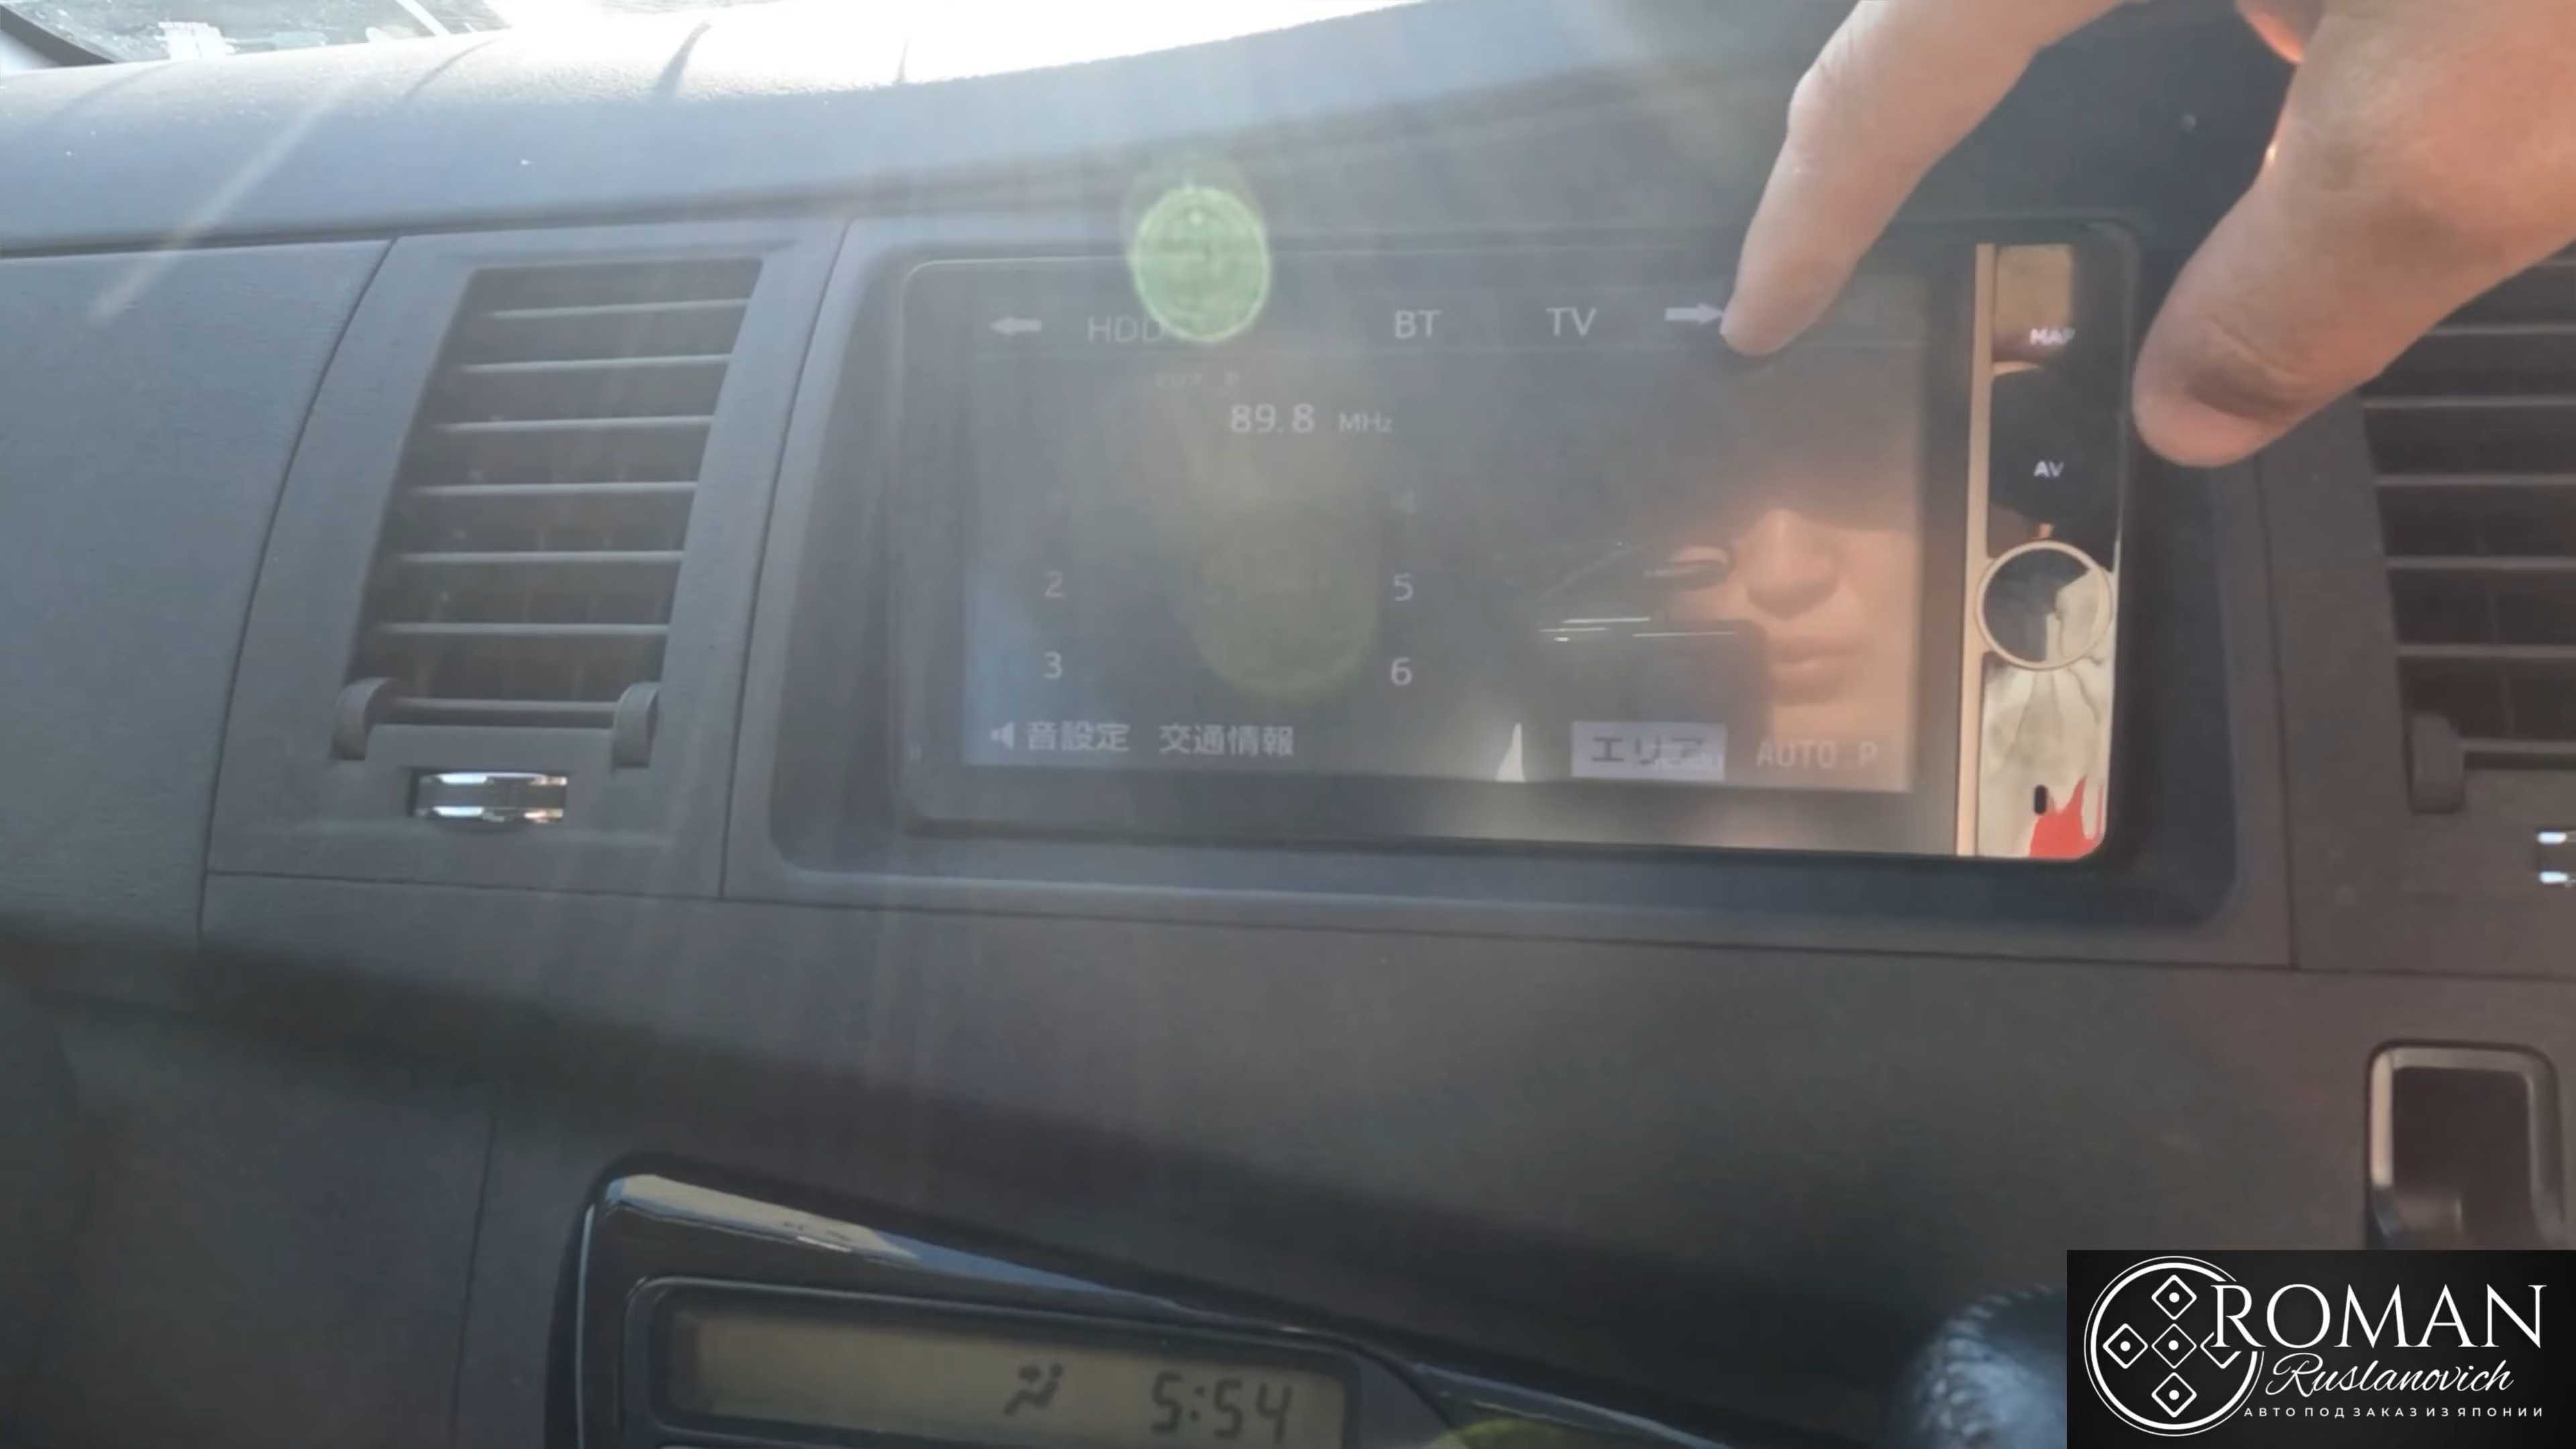 HDD BT TV
89.8 MHz
2 5
3 6
音設定 交通情報 エリア AUTO.P
MAP
AV
5:54
ROMAN
Ruslanovich
АВТО ПОД ЗАКАЗ ИЗ ЯПОНИИ